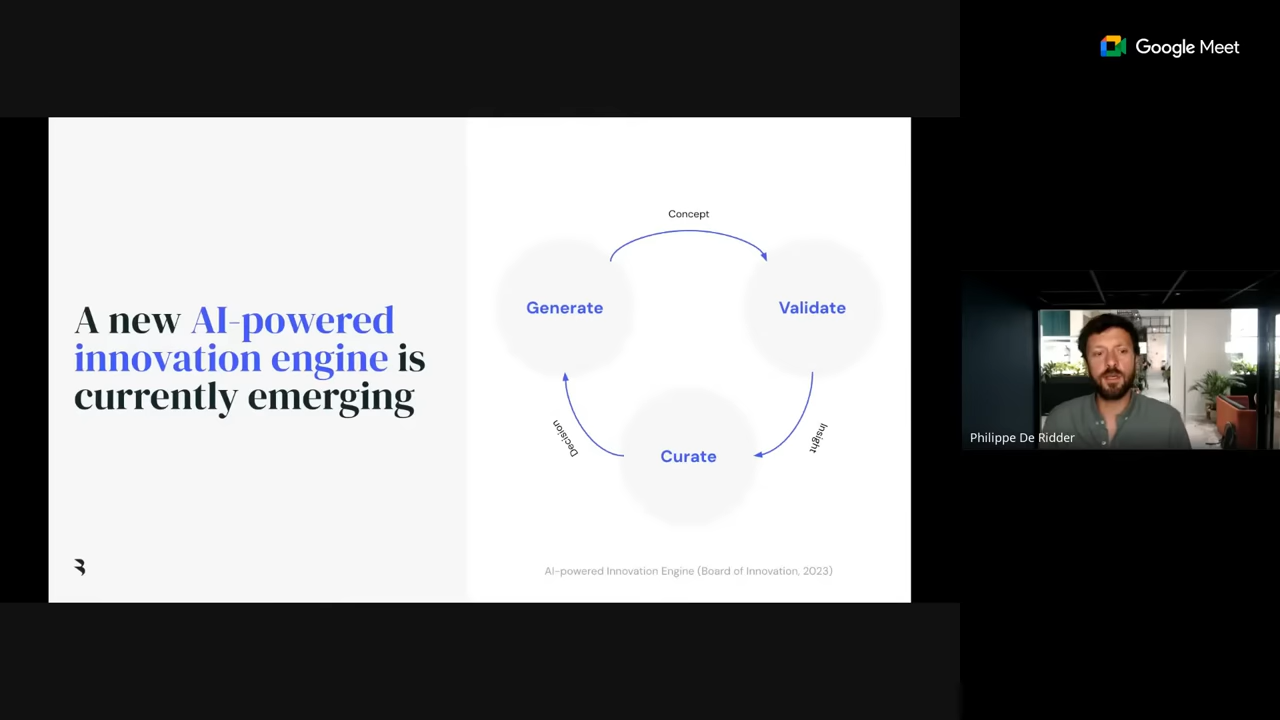 Google Meet
A new AI-powered
innovation engine is
currently emerging
Concept
Generate
Validate
Decision
Insight
Curate
AI-powered Innovation Engine (Board of Innovation, 2023)
Philippe De Ridder